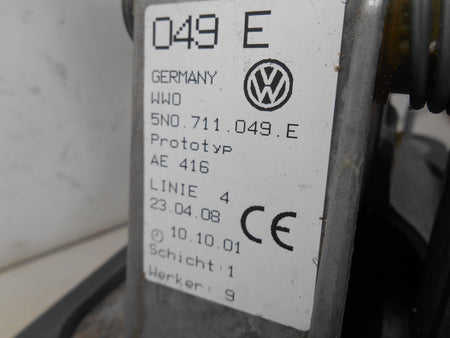 049 E
GERMANY
WWO
5N0.711.049.E
Prototyp
AE 416
LINIE 4
23.04.08
10.10.01
Schicht:1
Werker: 9
CE